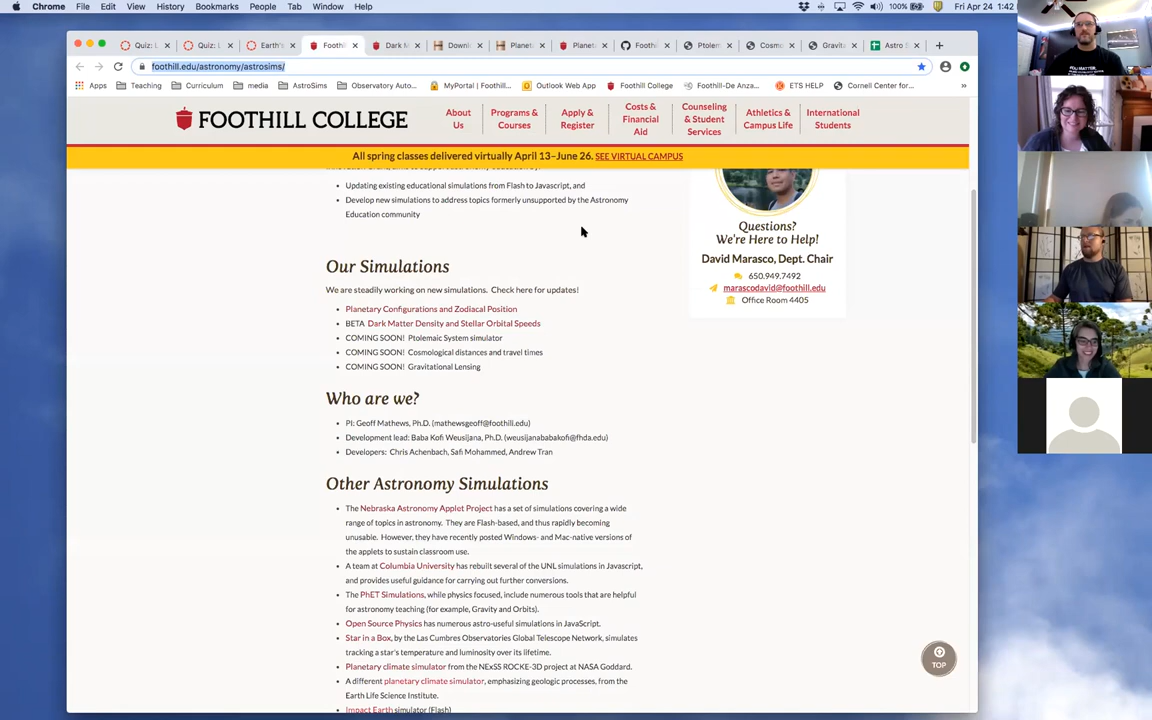 Chrome File Edit View History Bookmarks People Tab Window Help
100% Fri Apr 24 1:42
Quiz: L Quiz: L Earth's Foothill Dark M Downlo Planet Planet Footh Ptolem Cosmo Gravita Astro S
foothill.edu/astronomy/astrosims/
Apps Teaching Curriculum media AstroSims Observatory Auto... MyPortal | Foothill... Outlook Web App Foothill College Foothill-De Anza... ETS HELP Cornell Center for... »
FOOTHILL COLLEGE
About Us
Programs & Courses
Apply & Register
Costs & Financial Aid
Counseling & Student Services
Athletics & Campus Life
International Students
All spring classes delivered virtually April 13–June 26. SEE VIRTUAL CAMPUS
• Updating existing educational simulations from Flash to Javascript, and
• Develop new simulations to address topics formerly unsupported by the Astronomy
Education community
Our Simulations
We are steadily working on new simulations. Check here for updates!
• Planetary Configurations and Zodiacal Position
• BETA Dark Matter Density and Stellar Orbital Speeds
• COMING SOON! Ptolemaic System simulator
• COMING SOON! Cosmological distances and travel times
• COMING SOON! Gravitational Lensing
Who are we?
• PI: Geoff Mathews, Ph.D. (mathewsgeoff@foothill.edu)
• Development lead: Baba Kofi Weusijana, Ph.D. (weusijanababakofi@fhda.edu)
• Developers: Chris Achenbach, Safi Mohammed, Andrew Tran
Other Astronomy Simulations
• The Nebraska Astronomy Applet Project has a set of simulations covering a wide
range of topics in astronomy. They are Flash-based, and thus rapidly becoming
unusable. However, they have recently posted Windows- and Mac-native versions of
the applets to sustain classroom use.
• A team at Columbia University has rebuilt several of the UNL simulations in Javascript,
and provides useful guidance for carrying out further conversions.
• The PhET Simulations, while physics focused, include numerous tools that are helpful
for astronomy teaching (for example, Gravity and Orbits).
• Open Source Physics has numerous astro-useful simulations in JavaScript.
• Star in a Box, by the Las Cumbres Observatories Global Telescope Network, simulates
tracking a star's temperature and luminosity over its lifetime.
• Planetary climate simulator from the NExSS ROCKE-3D project at NASA Goddard.
• A different planetary climate simulator, emphasizing geologic processes, from the
Earth Life Science Institute.
• Impact Earth simulator (Flash)
Questions?
We're Here to Help!
David Marasco, Dept. Chair
650.949.7492
marascodavid@foothill.edu
Office Room 4405
TOP
YOU MATTER